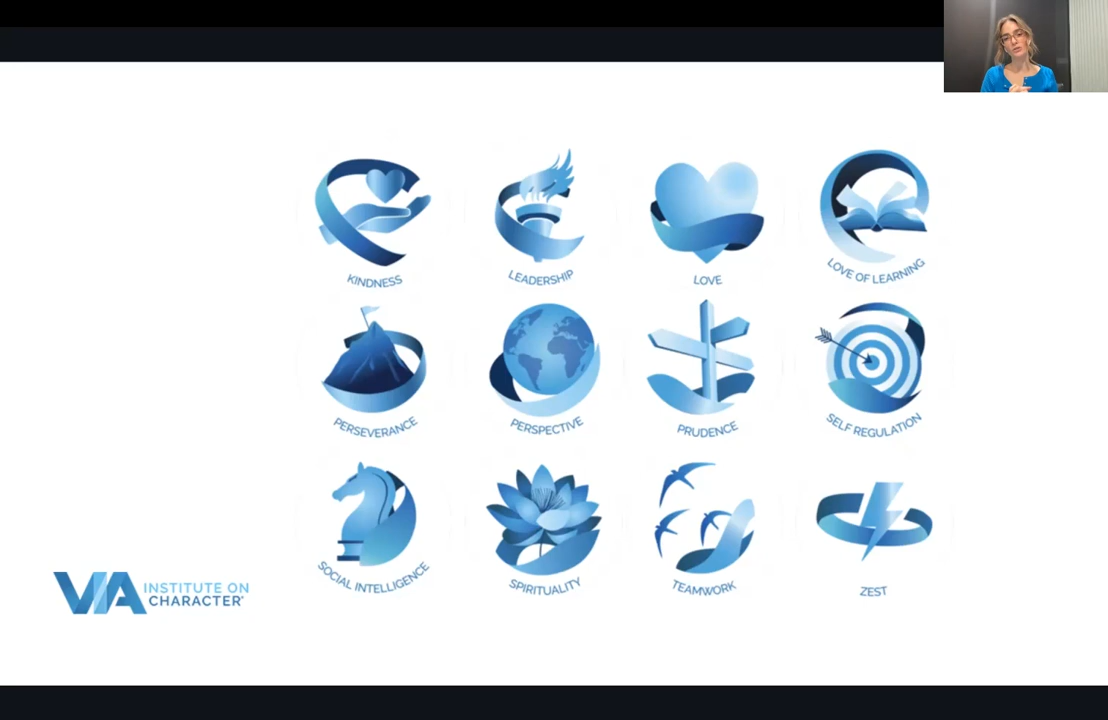 KINDNESS
LEADERSHIP
LOVE
LOVE OF LEARNING
PERSEVERANCE
PERSPECTIVE
PRUDENCE
SELF REGULATION
SOCIAL INTELLIGENCE
SPIRITUALITY
TEAMWORK
ZEST
VIA
INSTITUTE ON
CHARACTER®